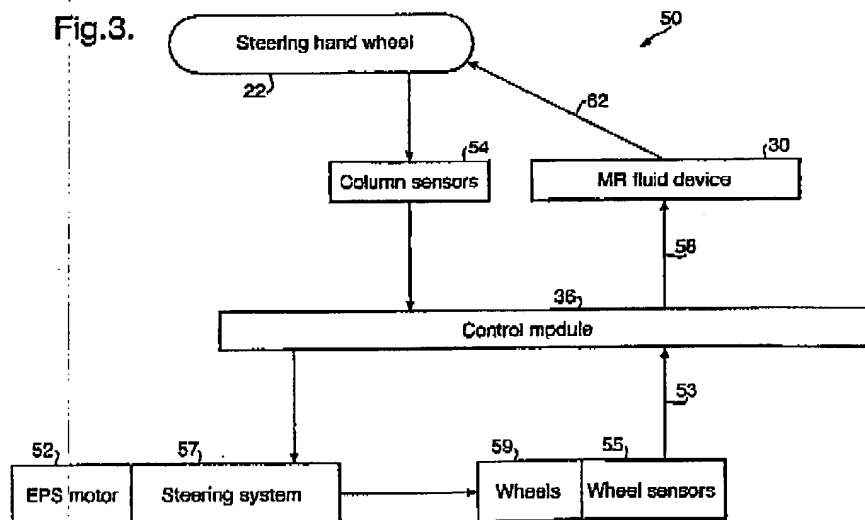 Fig.3.
50
Steering hand wheel
22
62
54
30
Column sensors
MR fluid device
56
36
Control module
53
52
57
59
55
EPS motor
Steering system
Wheels
Wheel sensors